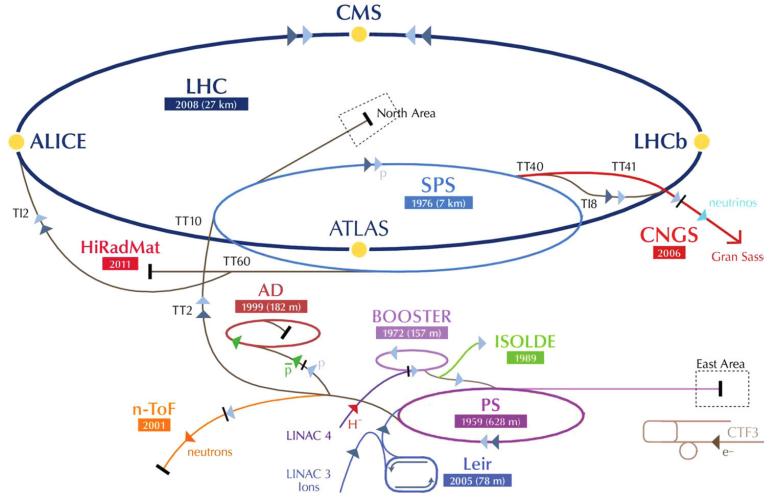 CMS
LHC
2008 (27 km)
North Area
ALICE
LHCb
TT40
TT41
p
SPS
1976 (7 km)
TI8
neutrinos
TI2
TT10
ATLAS
CNGS
2006
Gran Sasso
HiRadMat
2011
TT60
AD
1999 (182 m)
TT2
BOOSTER
1972 (157 m)
ISOLDE
1989
p
p
East Area
n-ToF
2001
LINAC 4
H⁻
PS
1959 (628 m)
neutrons
CTF3
e–
LINAC 3
Ions
Leir
2005 (78 m)